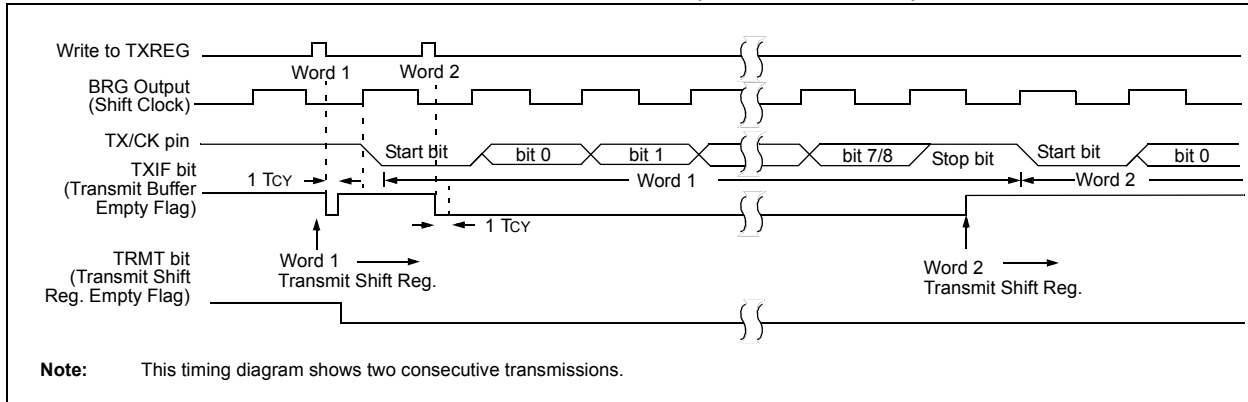 Write to TXREG
Word 1
Word 2
BRG Output
(Shift Clock)
TX/CK pin
Start bit
bit 0
bit 1
bit 7/8
Stop bit
Start bit
bit 0
TXIF bit
(Transmit Buffer
Empty Flag)
1 TCY
Word 1
Word 2
1 TCY
Word 1
Transmit Shift Reg.
Word 2
Transmit Shift Reg.
TRMT bit
(Transmit Shift
Reg. Empty Flag)
Note: This timing diagram shows two consecutive transmissions.